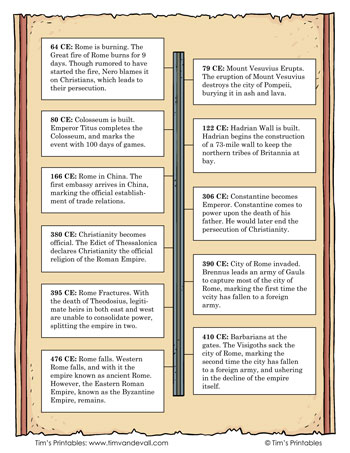 64 CE: Rome is burning. The
Great fire of Rome burns for 9
days. Though rumored to have
started the fire, Nero blames it
on Christians, which leads to
their persecution.
79 CE: Mount Vesuvius Erupts.
The eruption of Mount Vesuvius
destroys the city of Pompeii,
burying it in ash and lava.
80 CE: Colosseum is built.
Emperor Titus completes the
Colosseum, and marks the
event with 100 days of games.
122 CE: Hadrian Wall is built.
Hadrian begins the construction
of a 73-mile wall to keep the
northern tribes of Britannia at
bay.
166 CE: Rome in China. The
first embassy arrives in China,
marking the official establish-
ment of trade relations.
306 CE: Constantine becomes
Emperor. Constantine comes to
power upon the death of his
father. He would later end the
persecution of Christianity.
380 CE: Christianity becomes
official. The Edict of Thessalonica
declares Christianity the official
religion of the Roman Empire.
390 CE: City of Rome invaded.
Brennus leads an army of Gauls
to capture most of the city of
Rome, marking the first time the
vcity has fallen to a foreign
army.
395 CE: Rome Fractures. With
the death of Theodosius, legiti-
mate heirs in both east and west
are unable to consolidate power,
splitting the empire in two.
410 CE: Barbarians at the
gates. The Visigoths sack the
city of Rome, marking the
second time the city has fallen
to a foreign army, and ushering
in the decline of the empire
itself.
476 CE: Rome falls. Western
Rome falls, and with it the
empire known as ancient Rome.
However, the Eastern Roman
Empire, known as the Byzantine
Empire, remains.
Tim's Printables: www.timvandevall.com
© Tim's Printables